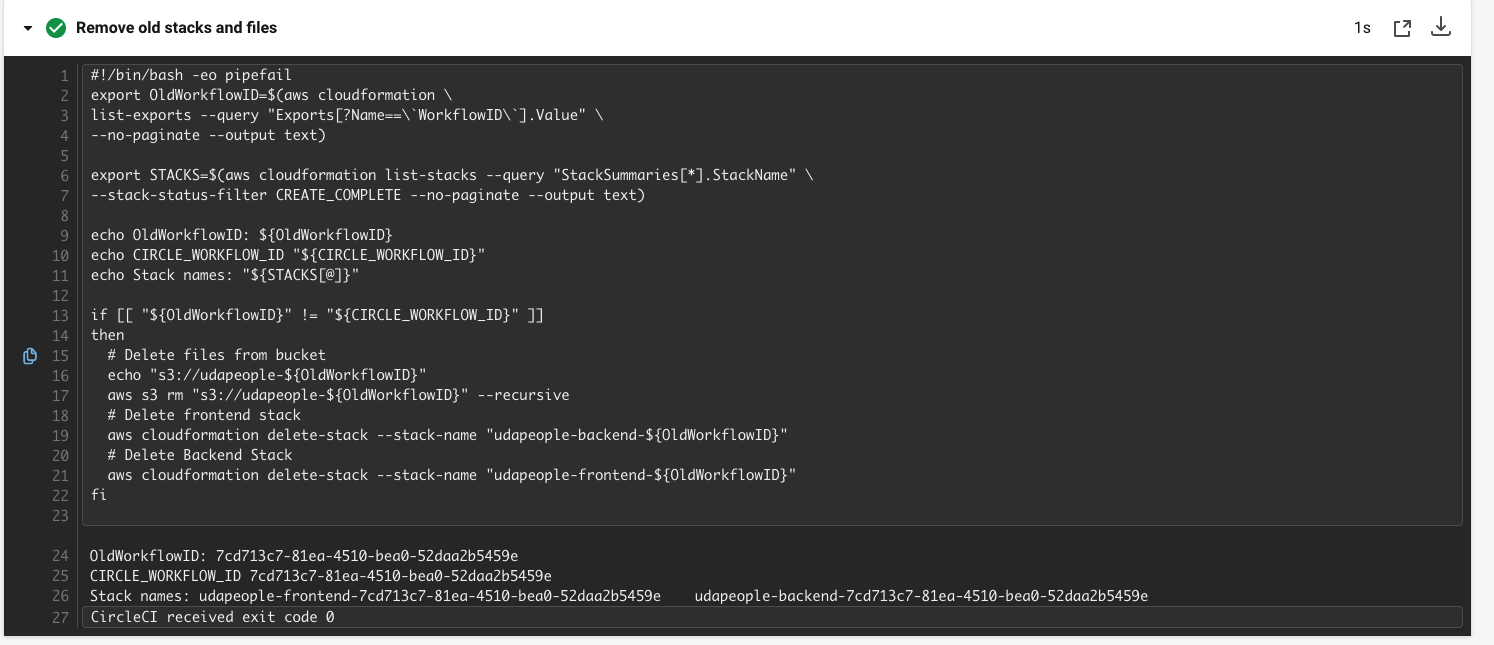 Remove old stacks and files 1s
1 #!/bin/bash -eo pipefail
2 export OldWorkflowID=$(aws cloudformation \
3 list-exports --query "Exports[?Name==\`WorkflowID\`].Value" \
4 --no-paginate --output text)
5
6 export STACKS=$(aws cloudformation list-stacks --query "StackSummaries[*].StackName" \
7 --stack-status-filter CREATE_COMPLETE --no-paginate --output text)
8
9 echo OldWorkflowID: ${OldWorkflowID}
10 echo CIRCLE_WORKFLOW_ID "${CIRCLE_WORKFLOW_ID}"
11 echo Stack names: "${STACKS[@]}"
12
13 if [[ "${OldWorkflowID}" != "${CIRCLE_WORKFLOW_ID}" ]]
14 then
15   # Delete files from bucket
16   echo "s3://udapeople-${OldWorkflowID}"
17   aws s3 rm "s3://udapeople-${OldWorkflowID}" --recursive
18   # Delete frontend stack
19   aws cloudformation delete-stack --stack-name "udapeople-backend-${OldWorkflowID}"
20   # Delete Backend Stack
21   aws cloudformation delete-stack --stack-name "udapeople-frontend-${OldWorkflowID}"
22 fi
23
24 OldWorkflowID: 7cd713c7-81ea-4510-bea0-52daa2b5459e
25 CIRCLE_WORKFLOW_ID 7cd713c7-81ea-4510-bea0-52daa2b5459e
26 Stack names: udapeople-frontend-7cd713c7-81ea-4510-bea0-52daa2b5459e    udapeople-backend-7cd713c7-81ea-4510-bea0-52daa2b5459e
27 CircleCI received exit code 0